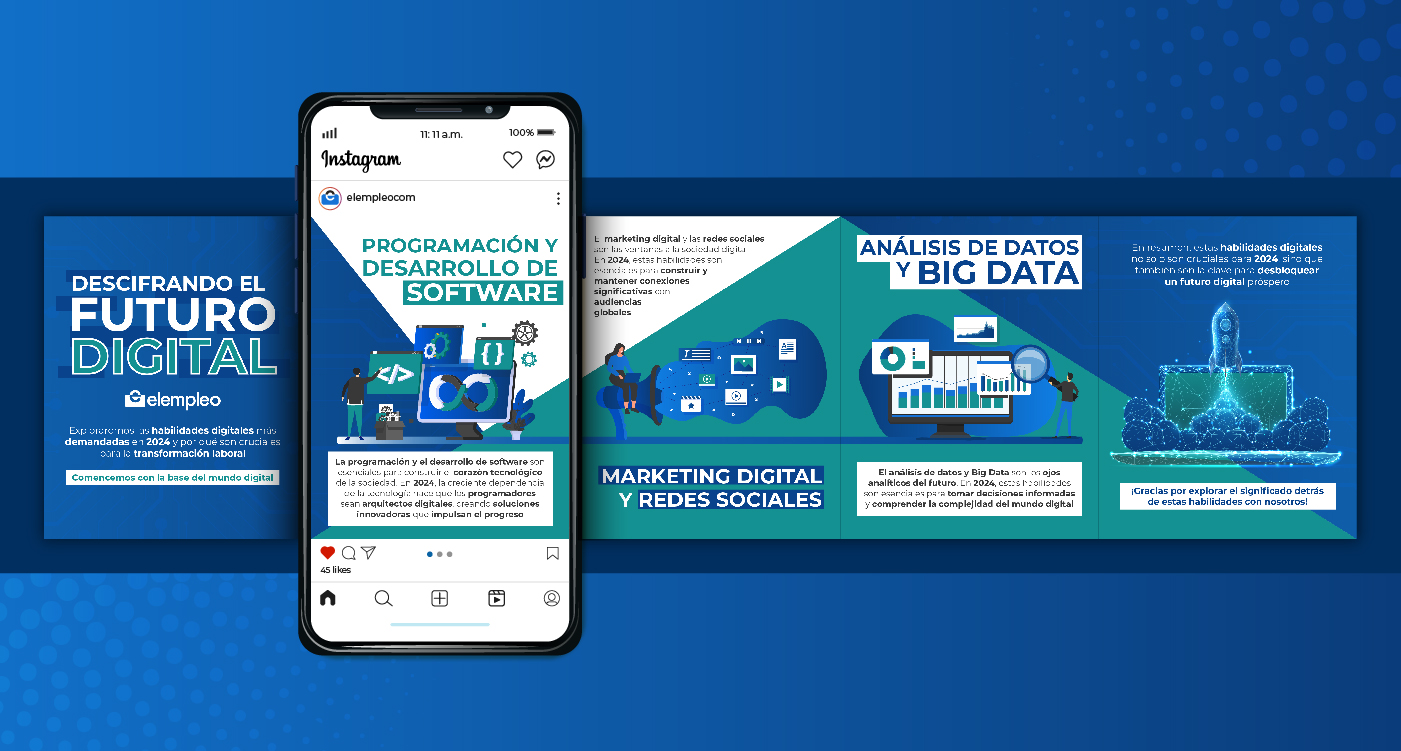 DESCIFRANDO EL
FUTURO
DIGITAL
elempleo
Exploraremos las habilidades digitales más
demandadas en 2024 y por qué son cruciales
para la transformación laboral
Comencemos con la base del mundo digital
11:11 a.m.
100%
Instagram
elempleocom
PROGRAMACIÓN Y
DESARROLLO DE
SOFTWARE
</>
{}
La programación y el desarrollo de software son
esenciales para construir el corazón tecnológico
de la sociedad. En 2024, la creciente dependencia
de la tecnología hace que los programadores
sean arquitectos digitales, creando soluciones
innovadoras que impulsan el progreso
45 likes
El marketing digital y las redes sociales
son las ventanas a la sociedad digital
En 2024, estas habilidades son
esenciales para construir y
mantener conexiones
significativas con
audiencias
globales
MARKETING DIGITAL
Y REDES SOCIALES
ANÁLISIS DE DATOS
Y BIG DATA
El análisis de datos y Big Data son los ojos
analíticos del futuro. En 2024, estas habilidades
son esenciales para tomar decisiones informadas
y comprender la complejidad del mundo digital
En resumen, estas habilidades digitales
no solo son cruciales para 2024, sino que
también son la clave para desbloquear
un futuro digital próspero
¡Gracias por explorar el significado detrás
de estas habilidades con nosotros!